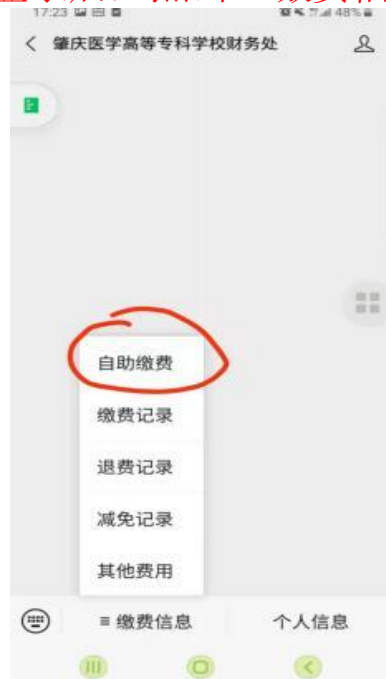 17:23 48%
肇庆医学高等专科学校财务处
自助缴费
缴费记录
退费记录
减免记录
其他费用
≡ 缴费信息 个人信息